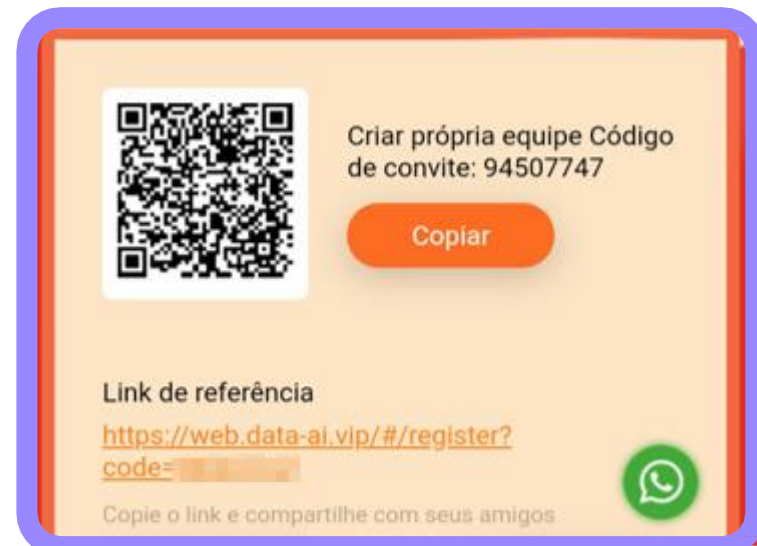 Criar própria equipe Código
de convite: 94507747
Copiar
Link de referência
https://web.data-ai.vip/#/register?
code=
Copie o link e compartilhe com seus amigos